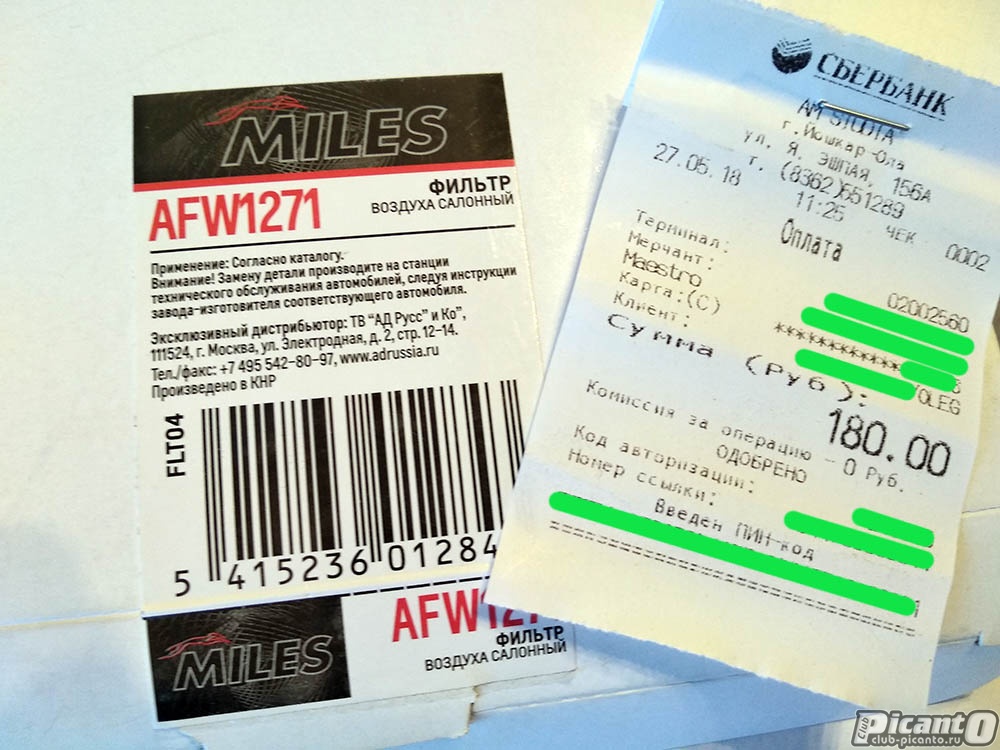 MILES
AFW1271
ФИЛЬТР
ВОЗДУХА САЛОННЫЙ
Применение: Согласно каталогу.
Внимание! Замену детали производите на станции
технического обслуживания автомобилей, следуя инструкции
завода-изготовителя соответствующего автомобиля.
Эксклюзивный дистрибьютор: ТВ “АД Русс” и Ко”,
111524, г. Москва, ул. Электродная, д. 2, стр. 12-14.
Тел./факс: +7 495 542-80-97, www.adrussia.ru
Произведено в КНР
FLT04
5 415236 01284
MILES
ФИЛЬТР
ВОЗДУХА САЛОННЫЙ
СБЕРБАНК
г. Йошкар-Ола
ул. Я. ЭШПАЯ, 156А
т. (8362)551289
27.05.18 11:25 ЧЕК 0002
Оплата
Терминал: 02002560
Мерчант:
Maestro
Карта:(C) ************
Клиент: OLEG
Сумма (Руб):
180.00
Комиссия за операцию - 0 Руб.
ОДОБРЕНО
Код авторизации:
Номер ссылки:
Введен ПИН-код
Club PicantO
club-picanto.ru